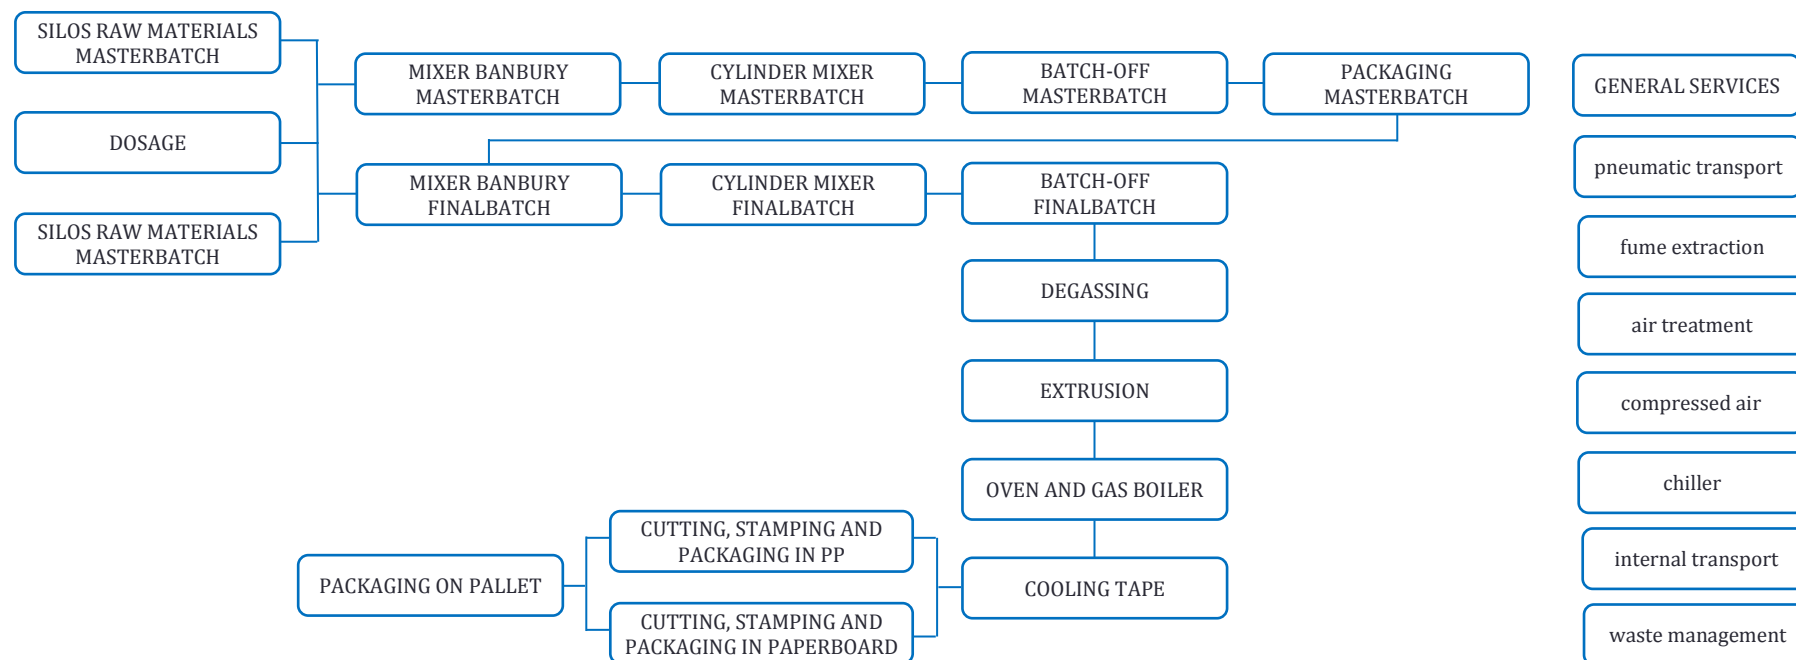 SILOS RAW MATERIALS
MASTERBATCH
DOSAGE
SILOS RAW MATERIALS
MASTERBATCH
MIXER BANBURY
MASTERBATCH
CYLINDER MIXER
MASTERBATCH
BATCH-OFF
MASTERBATCH
PACKAGING
MASTERBATCH
MIXER BANBURY
FINALBATCH
CYLINDER MIXER
FINALBATCH
BATCH-OFF
FINALBATCH
DEGASSING
EXTRUSION
OVEN AND GAS BOILER
COOLING TAPE
CUTTING, STAMPING AND
PACKAGING IN PP
CUTTING, STAMPING AND
PACKAGING IN PAPERBOARD
PACKAGING ON PALLET
GENERAL SERVICES
pneumatic transport
fume extraction
air treatment
compressed air
chiller
internal transport
waste management